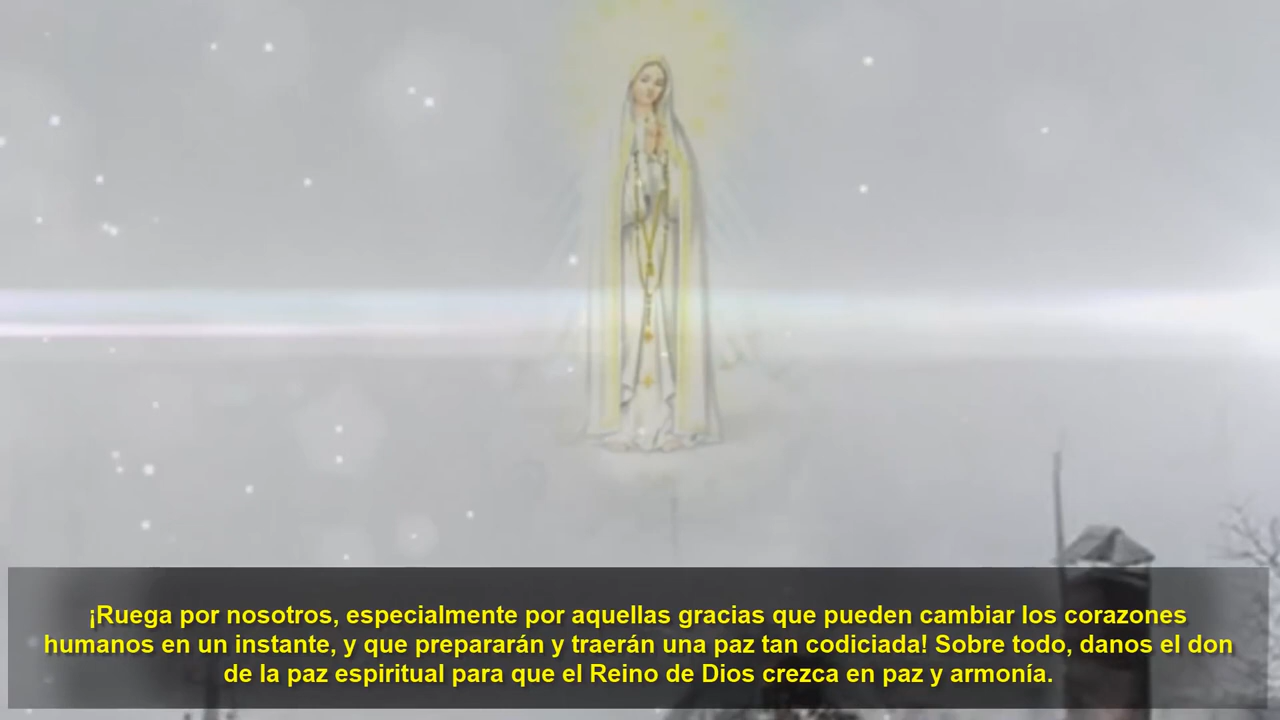 ¡Ruega por nosotros, especialmente por aquellas gracias que pueden cambiar los corazones
humanos en un instante, y que prepararán y traerán una paz tan codiciada! Sobre todo, danos el don
de la paz espiritual para que el Reino de Dios crezca en paz y armonía.